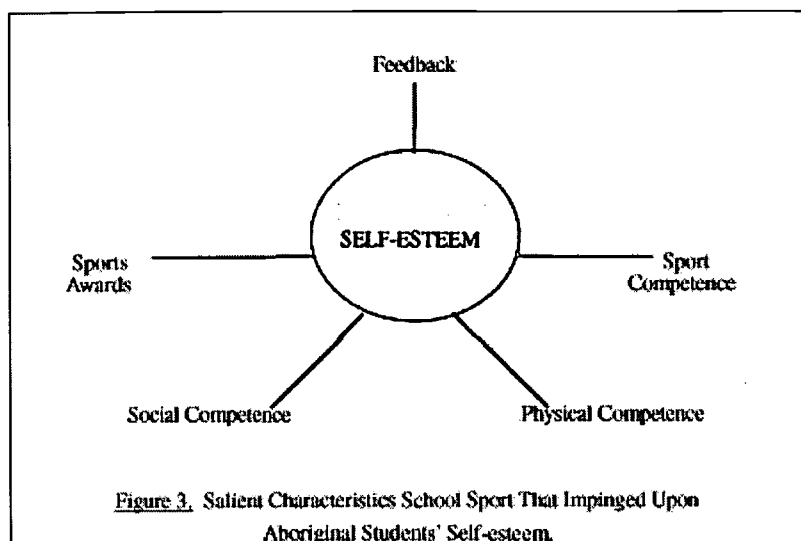 Feedback
SELF-ESTEEM
Sports
Awards
Sport
Competence
Social Competence
Physical Competence
Figure 3. Salient Characteristics School Sport That Impinged Upon
Aboriginal Students' Self-esteem.